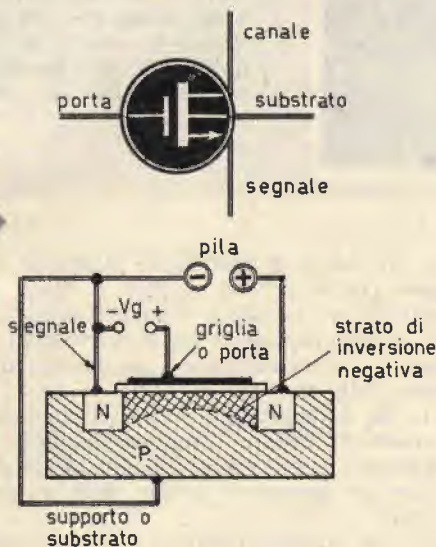 canale
porta
substrato
segnale
pila
− +
−Vg +
segnale
griglia
o porta
strato di
inversione
negativa
N
N
P
supporto o
substrato